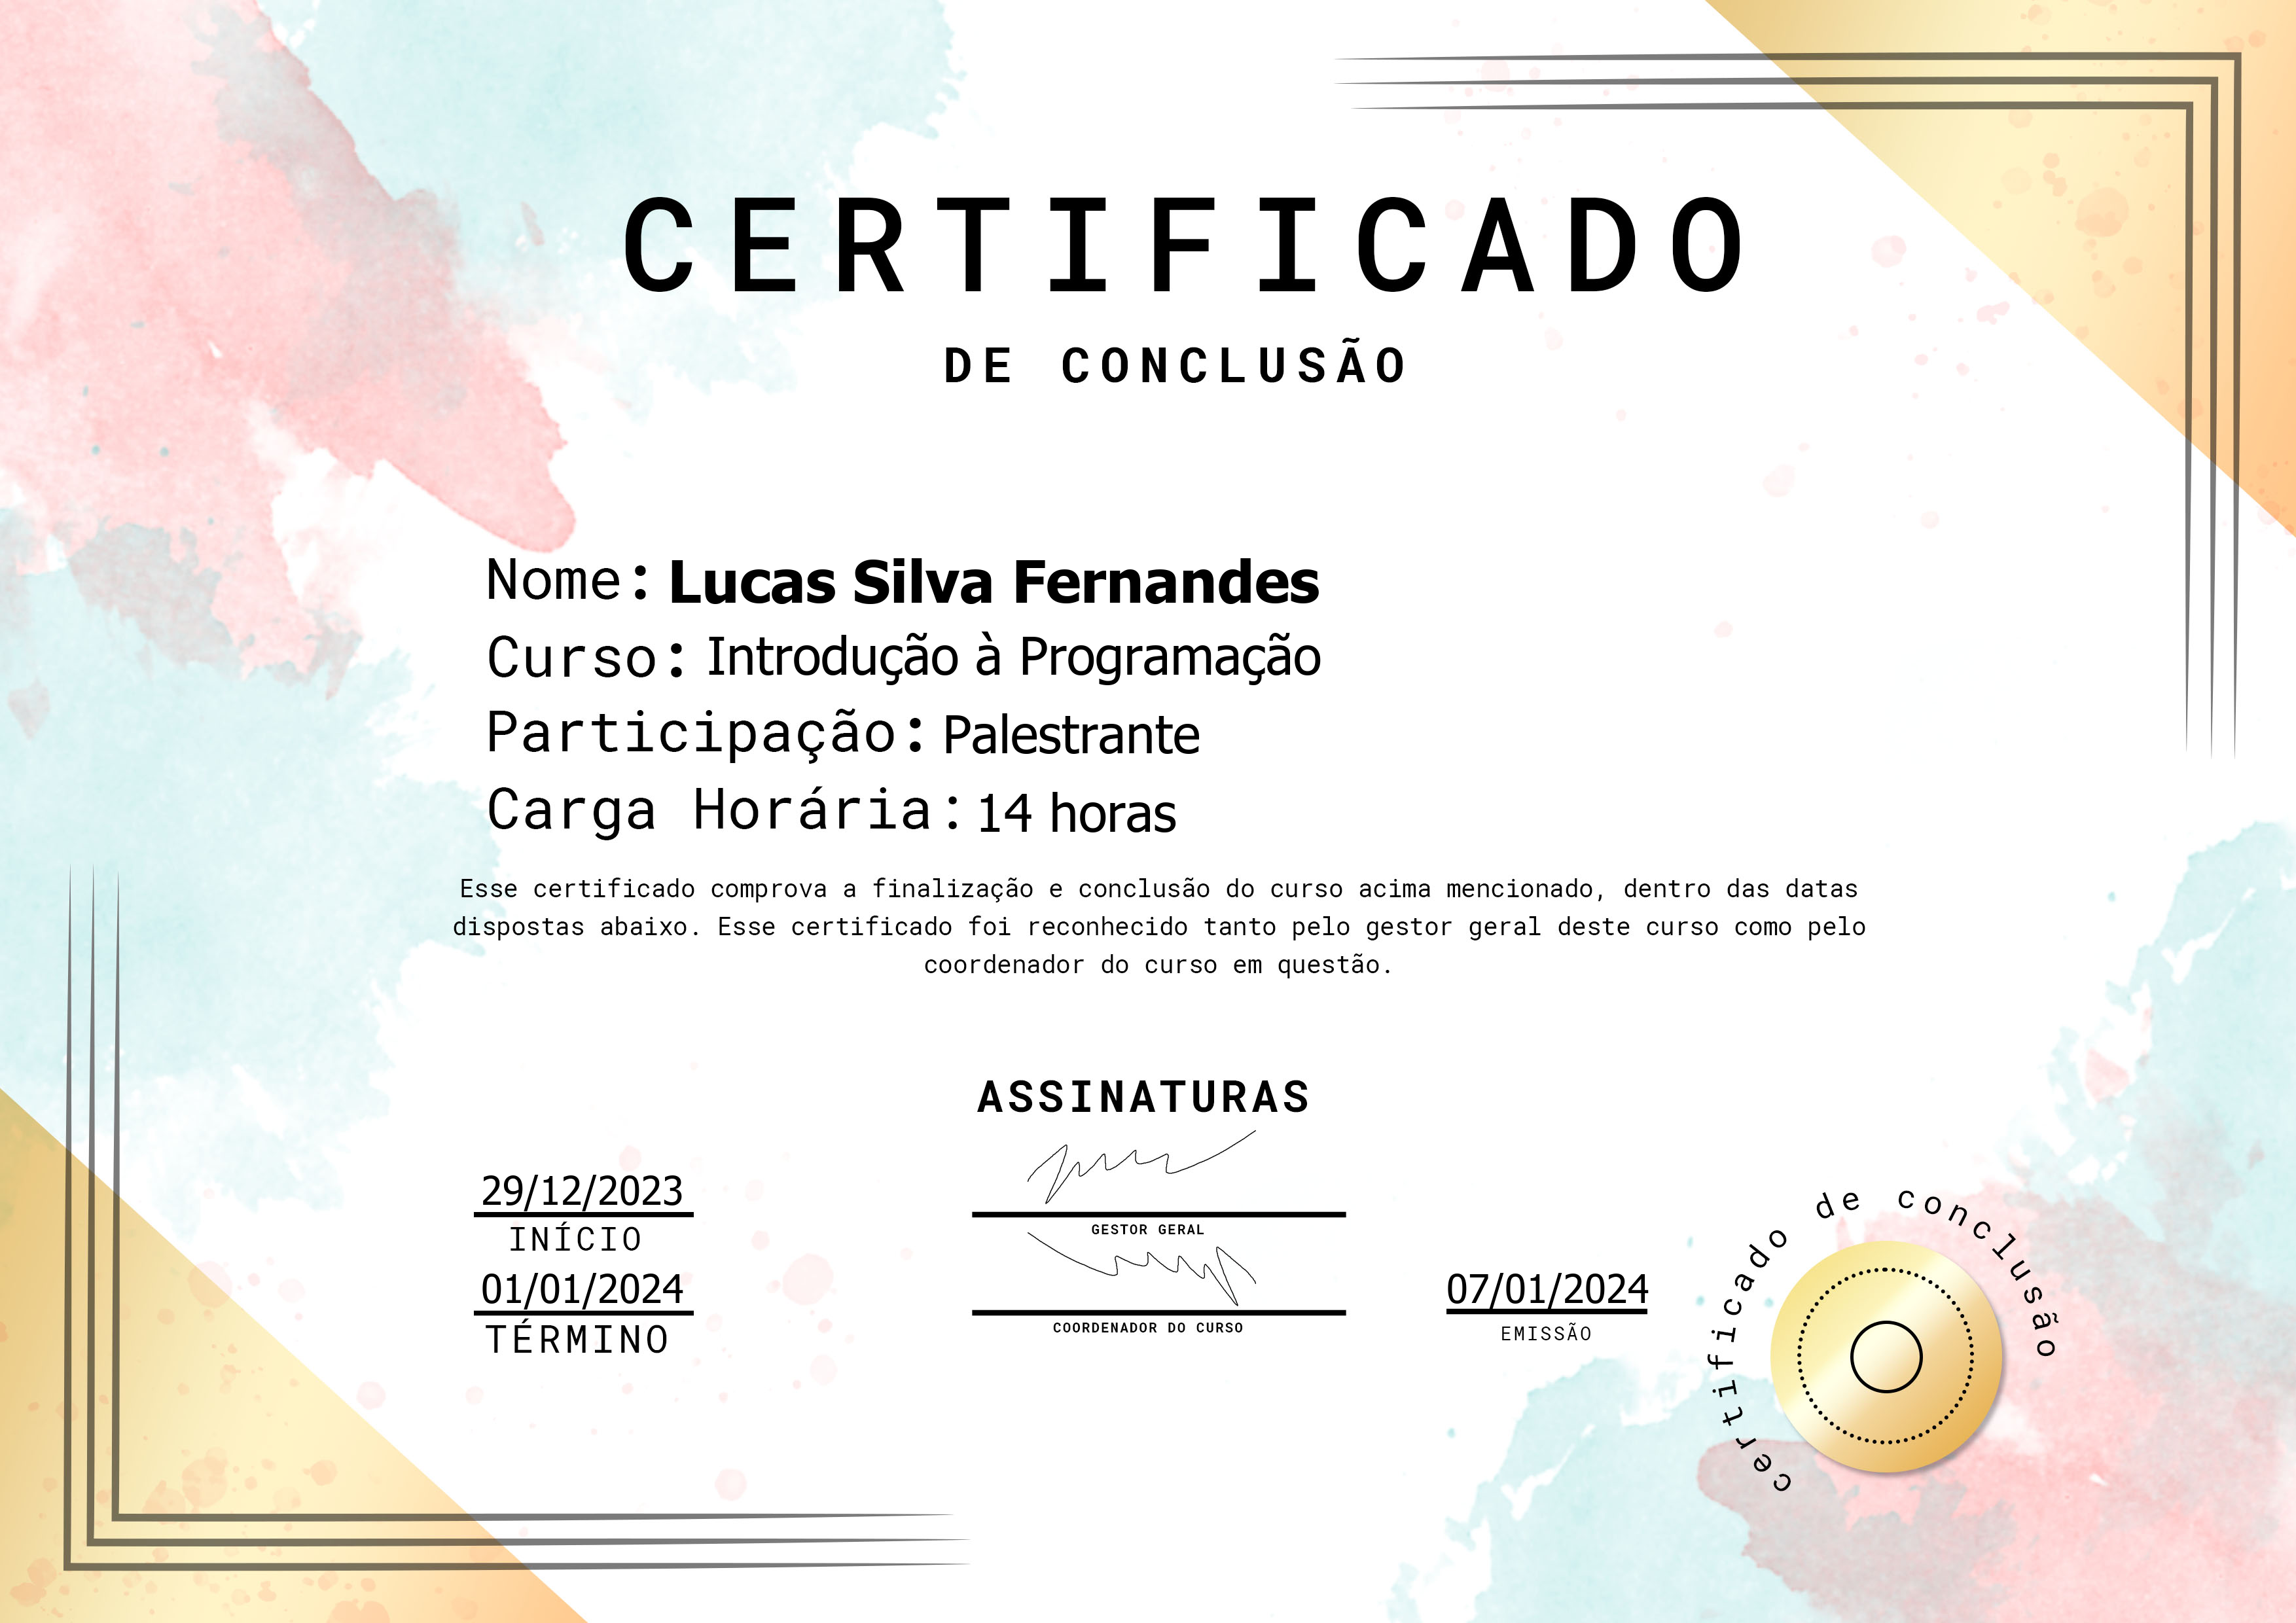 CERTIFICADO
DE CONCLUSÃO
Nome: Lucas Silva Fernandes
Curso: Introdução à Programação
Participação: Palestrante
Carga Horária: 14 horas
Esse certificado comprova a finalização e conclusão do curso acima mencionado, dentro das datas
dispostas abaixo. Esse certificado foi reconhecido tanto pelo gestor geral deste curso como pelo
coordenador do curso em questão.
ASSINATURAS
29/12/2023
INÍCIO
GESTOR GERAL
01/01/2024
TÉRMINO
COORDENADOR DO CURSO
07/01/2024
EMISSÃO
certificado de conclusão